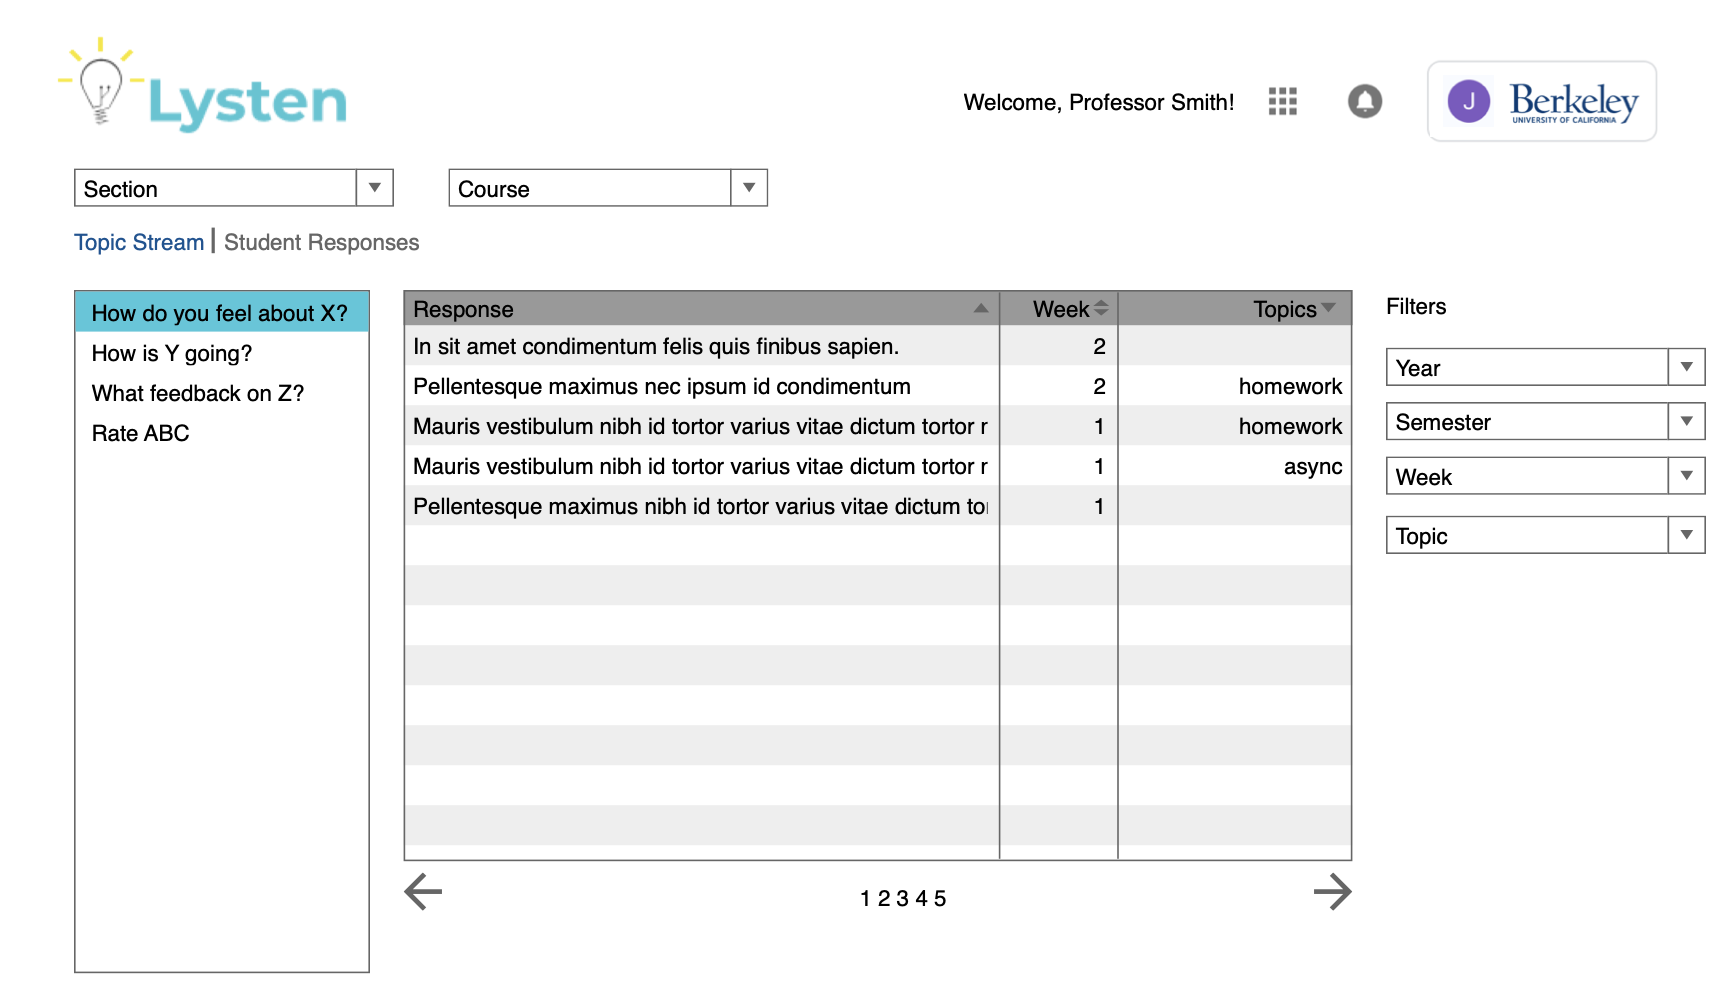 Lysten
Welcome, Professor Smith!
J
Berkeley
UNIVERSITY OF CALIFORNIA
Section
Course
Topic Stream | Student Responses
How do you feel about X?
How is Y going?
What feedback on Z?
Rate ABC
Response Week Topics
In sit amet condimentum felis quis finibus sapien. 2
Pellentesque maximus nec ipsum id condimentum 2 homework
Mauris vestibulum nibh id tortor varius vitae dictum tortor r 1 homework
Mauris vestibulum nibh id tortor varius vitae dictum tortor r 1 async
Pellentesque maximus nibh id tortor varius vitae dictum to 1
1 2 3 4 5
Filters
Year
Semester
Week
Topic